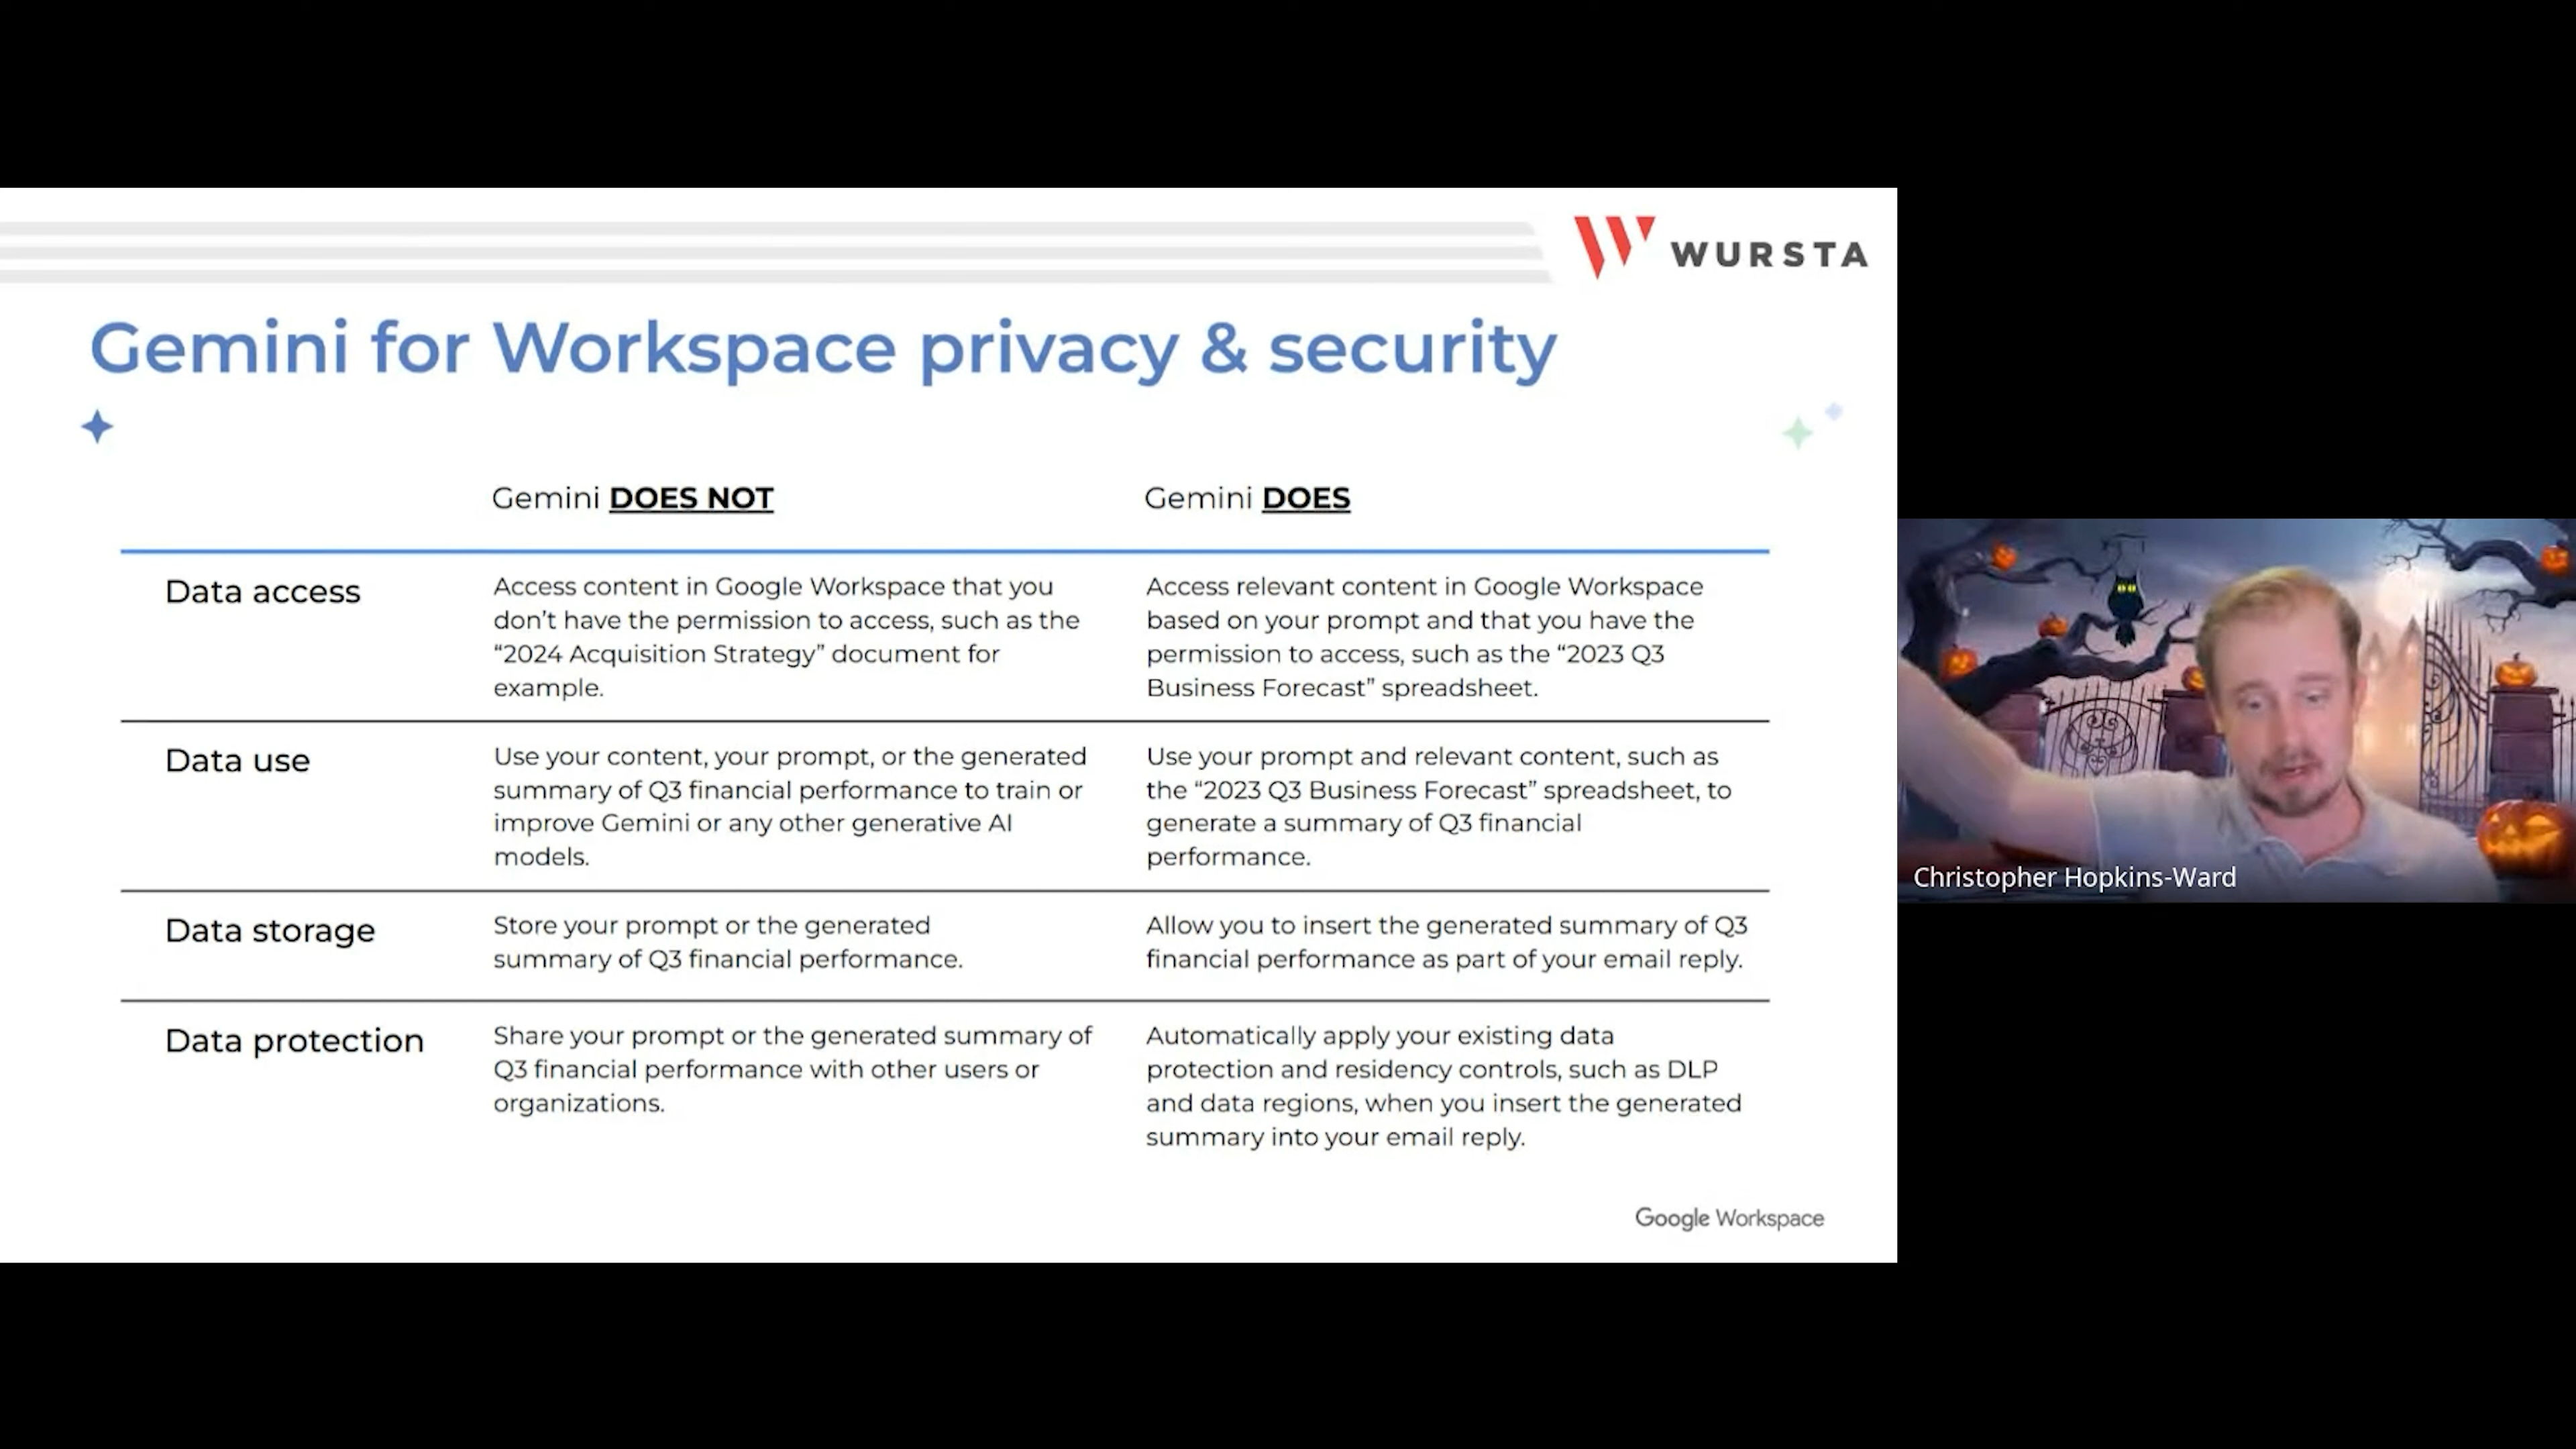 WURSTA
Gemini for Workspace privacy & security
Gemini DOES NOT
Gemini DOES
Data access
Access content in Google Workspace that you
don’t have the permission to access, such as the
“2024 Acquisition Strategy” document for
example.
Access relevant content in Google Workspace
based on your prompt and that you have the
permission to access, such as the “2023 Q3
Business Forecast” spreadsheet.
Data use
Use your content, your prompt, or the generated
summary of Q3 financial performance to train or
improve Gemini or any other generative AI
models.
Use your prompt and relevant content, such as
the “2023 Q3 Business Forecast” spreadsheet, to
generate a summary of Q3 financial
performance.
Data storage
Store your prompt or the generated
summary of Q3 financial performance.
Allow you to insert the generated summary of Q3
financial performance as part of your email reply.
Data protection
Share your prompt or the generated summary of
Q3 financial performance with other users or
organizations.
Automatically apply your existing data
protection and residency controls, such as DLP
and data regions, when you insert the generated
summary into your email reply.
Google Workspace
Christopher Hopkins-Ward